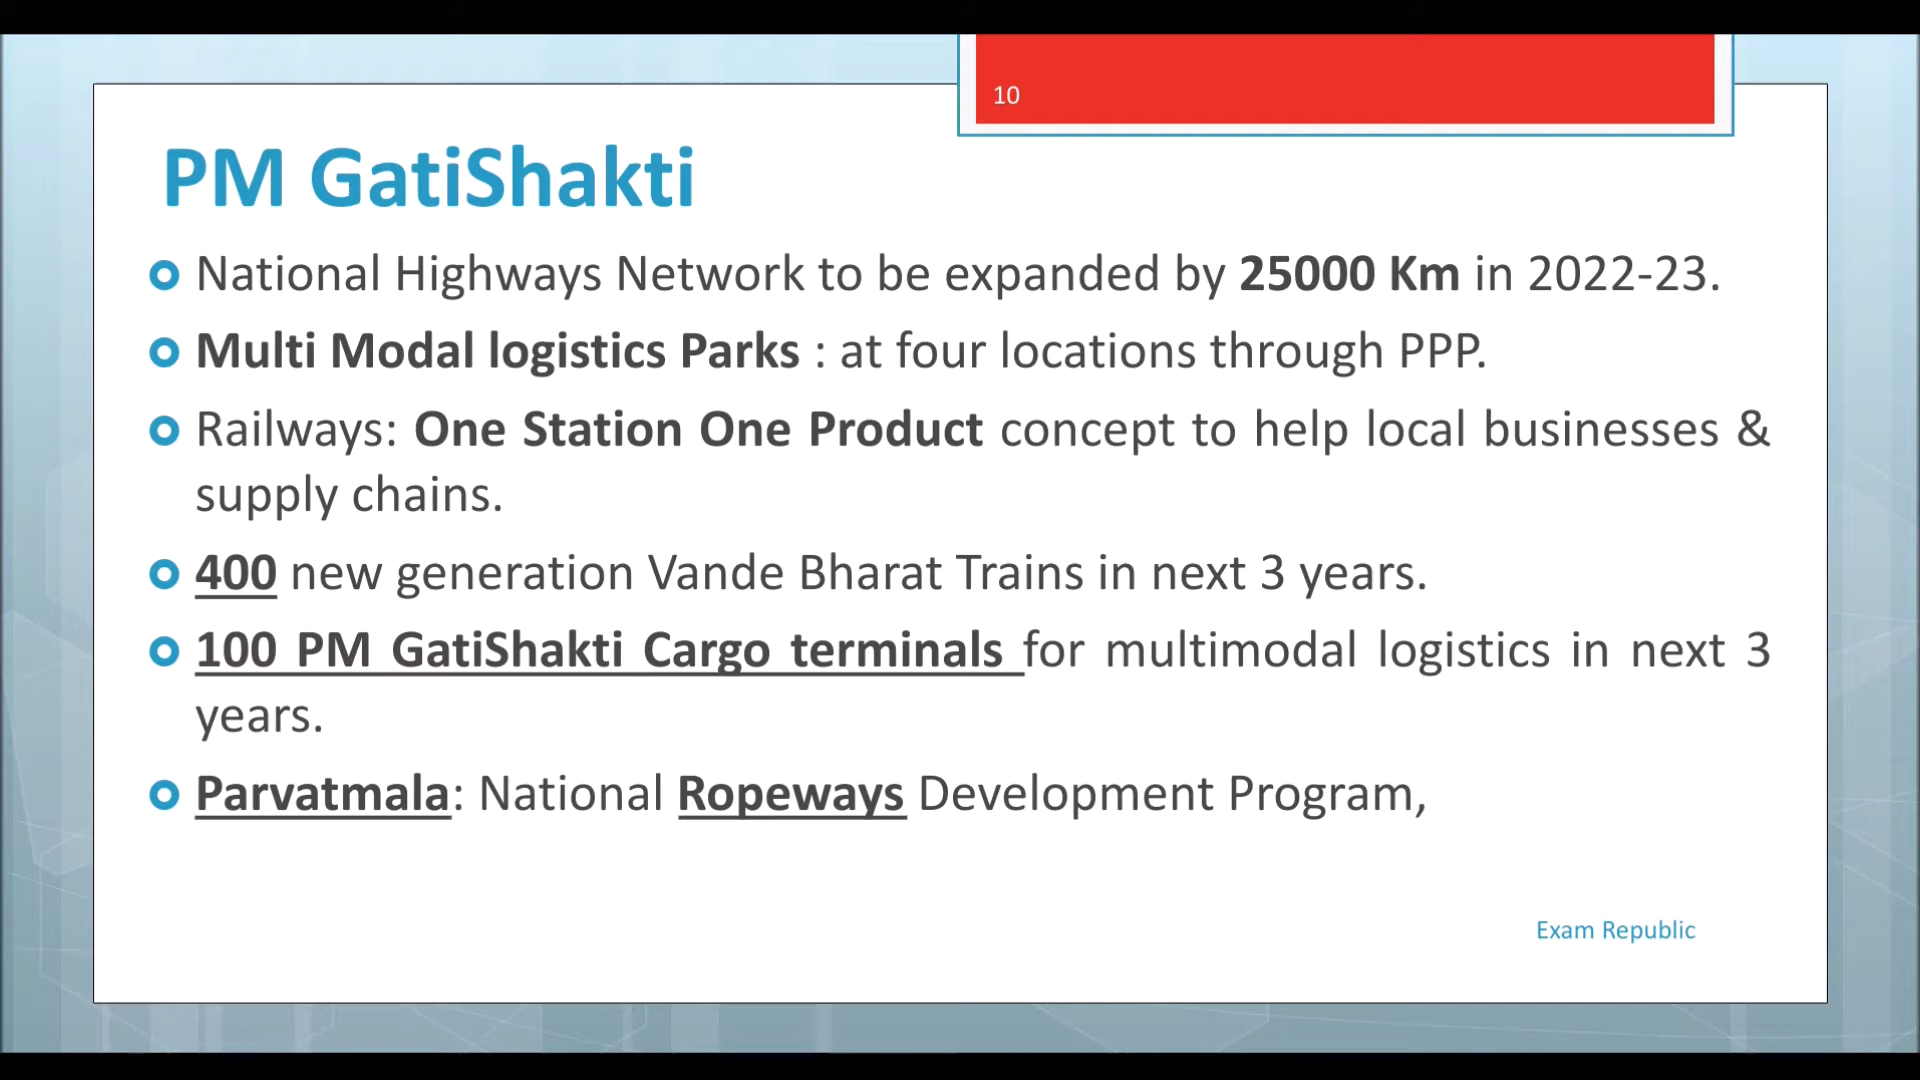 10
PM GatiShakti
National Highways Network to be expanded by 25000 Km in 2022-23.
Multi Modal logistics Parks : at four locations through PPP.
Railways: One Station One Product concept to help local businesses &
supply chains.
400 new generation Vande Bharat Trains in next 3 years.
100 PM GatiShakti Cargo terminals for multimodal logistics in next 3
years.
Parvatmala: National Ropeways Development Program,
Exam Republic